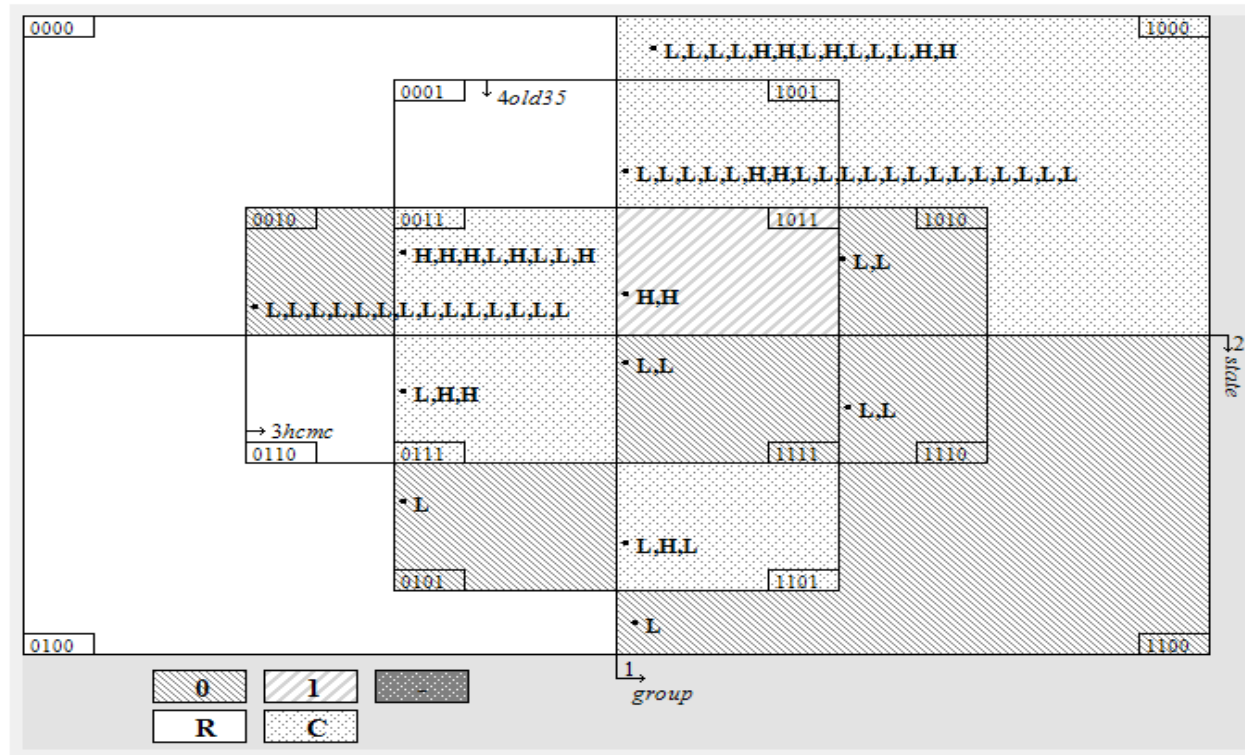 0000 1000
L,L,L,L,H,H,L,H,L,L,L,H,H
0001 4old35 1001
L,L,L,L,L,H,H,L,L,L,L,L,L,L,L,L,L,L,L,L
0010 0011 1011 1010
H,H,H,L,H,L,L,H L,L
L,L,L,L,L,L,L,L,L,L,L,L,L,L H,H
2 state
L,L
L,H,H L,L
3hcmc
0110 0111 1111 1110
L
L,H,L
0101 1101
L
0100 1100
1 group
0 1 -
R C